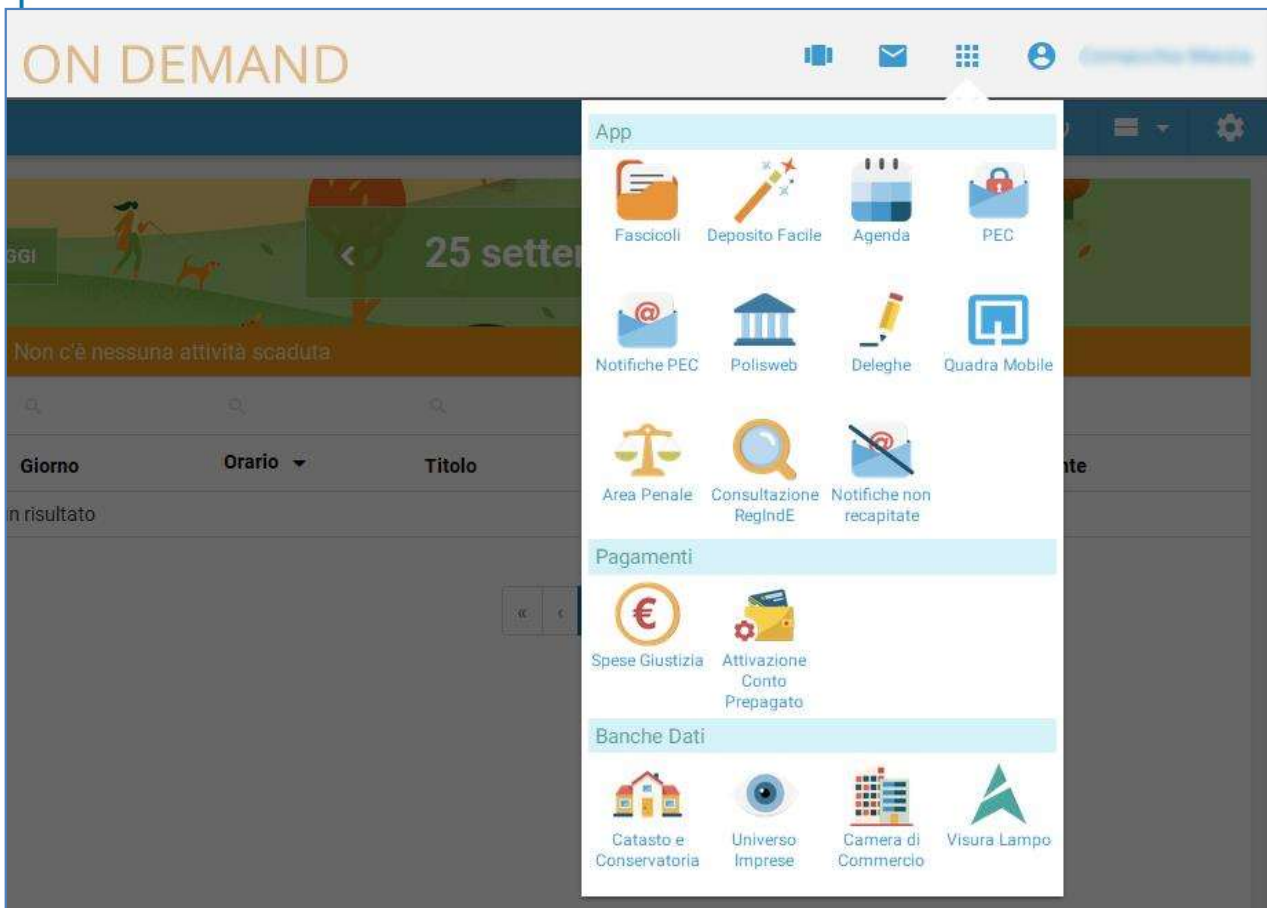 ON DEMAND
App
Fascicoli
Deposito Facile
Agenda
PEC
GGI
25 sette
Non c'è nessuna attività scaduta
Notifiche PEC
Polisweb
Deleghe
Quadra Mobile
Giorno
Orario
Titolo
nte
n risultato
Area Penale
Consultazione
RegIndE
Notifiche non
recapitate
Pagamenti
« ‹
€
Spese Giustizia
Attivazione
Conto
Prepagato
Banche Dati
Catasto e
Conservatoria
Universo
Imprese
Camera di
Commercio
Visura Lampo